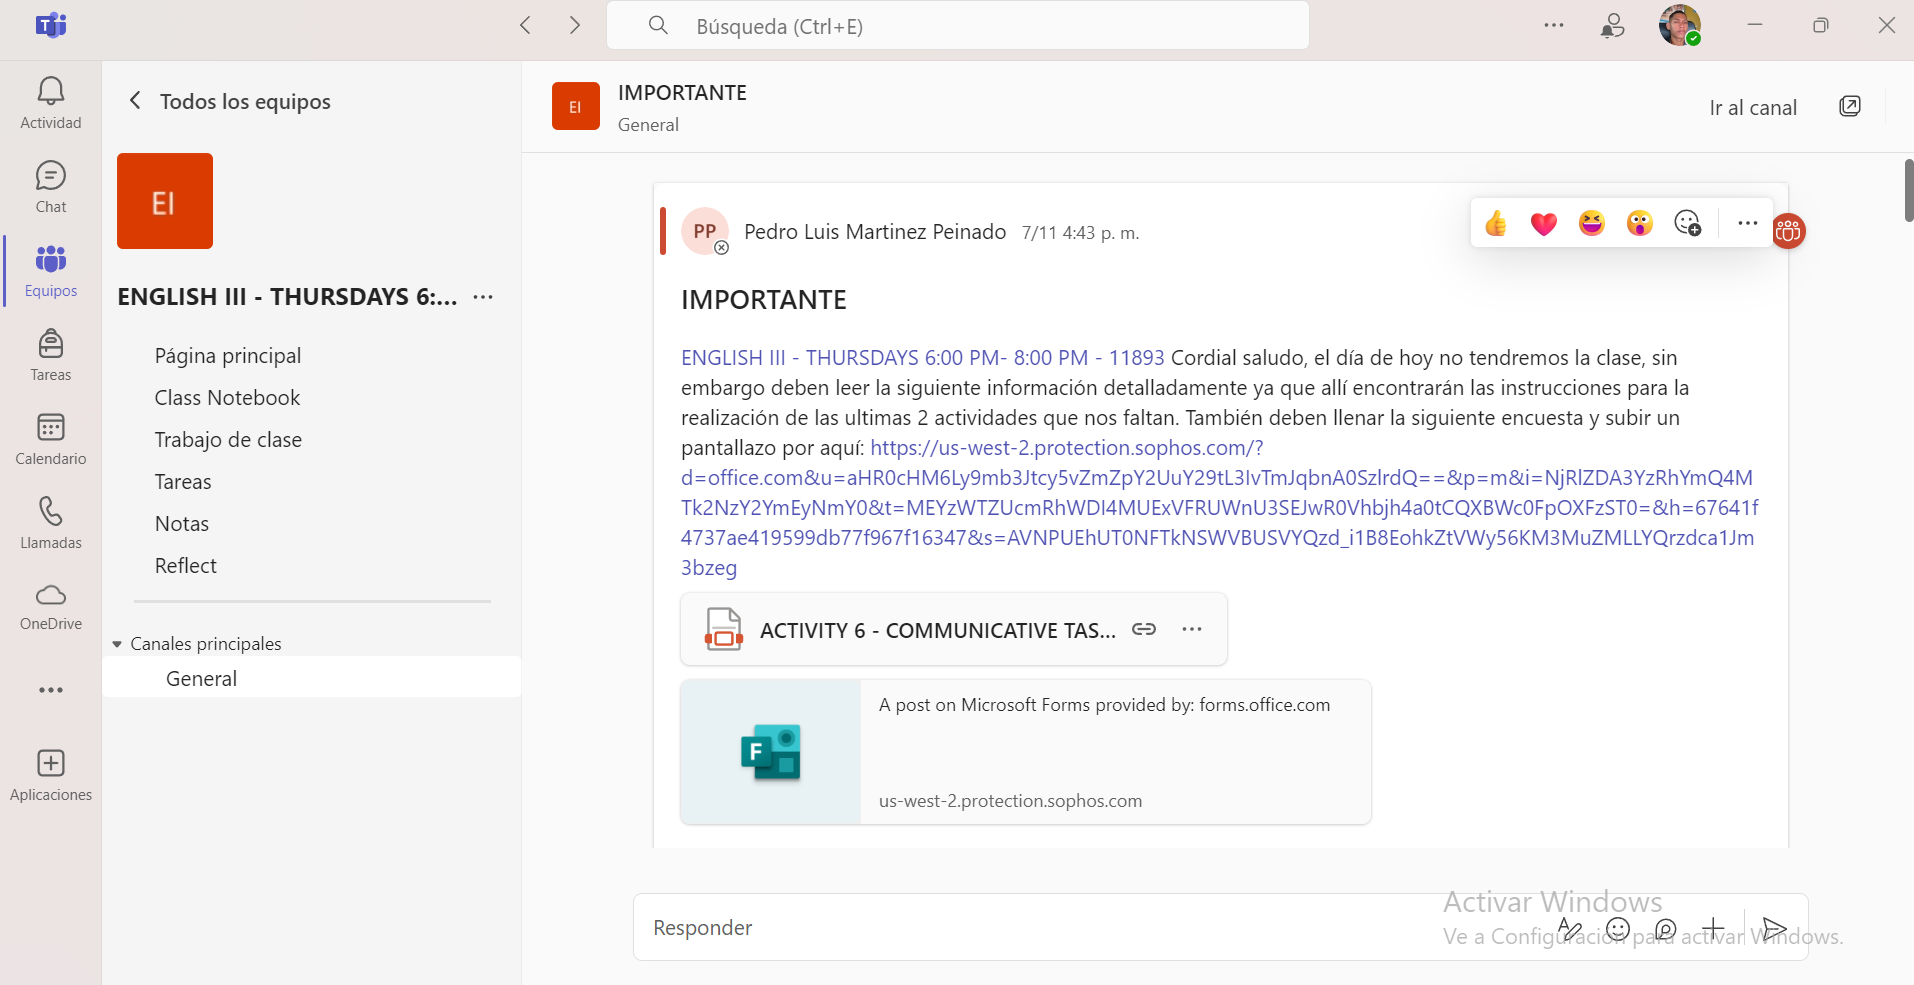 Búsqueda (Ctrl+E)
Actividad
Chat
Equipos
Tareas
Calendario
Llamadas
OneDrive
Aplicaciones
Todos los equipos
EI
ENGLISH III - THURSDAYS 6:...
Página principal
Class Notebook
Trabajo de clase
Tareas
Notas
Reflect
Canales principales
General
EI
IMPORTANTE
General
Ir al canal
PP
Pedro Luis Martinez Peinado 7/11 4:43 p. m.
IMPORTANTE
ENGLISH III - THURSDAYS 6:00 PM- 8:00 PM - 11893 Cordial saludo, el día de hoy no tendremos la clase, sin
embargo deben leer la siguiente información detalladamente ya que allí encontrarán las instrucciones para la
realización de las ultimas 2 actividades que nos faltan. También deben llenar la siguiente encuesta y subir un
pantallazo por aquí: https://us-west-2.protection.sophos.com/?
d=office.com&u=aHR0cHM6Ly9mb3Jtcy5vZmZpY2UuY29tL3IvTmJqbnA0SzlrdQ==&p=m&i=NjRlZDA3YzRhYmQ4M
Tk2NzY2YmEyNmY0&t=MEYzWTZUcmRhWDI4MUExVFRUWnU3SEJwR0Vhbjh4a0tCQXBWc0FpOXFzST0=&h=67641f
4737ae419599db77f967f16347&s=AVNPUEhUT0NFTkNSWVBUSVYQzd_i1B8EohkZtVWy56KM3MuZMLLYQrzdca1Jm
3bzeg
ACTIVITY 6 - COMMUNICATIVE TAS...
F
A post on Microsoft Forms provided by: forms.office.com
us-west-2.protection.sophos.com
Responder
Activar Windows
Ve a Configuración para activar Windows.